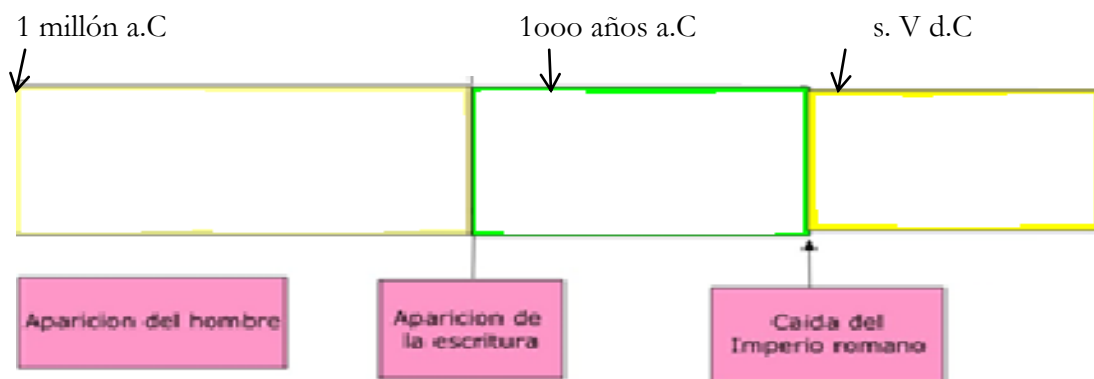 1 millón a.C
1ooo años a.C
s. V d.C
Aparicion del hombre
Aparicion de
la escritura
Caida del
Imperio romano